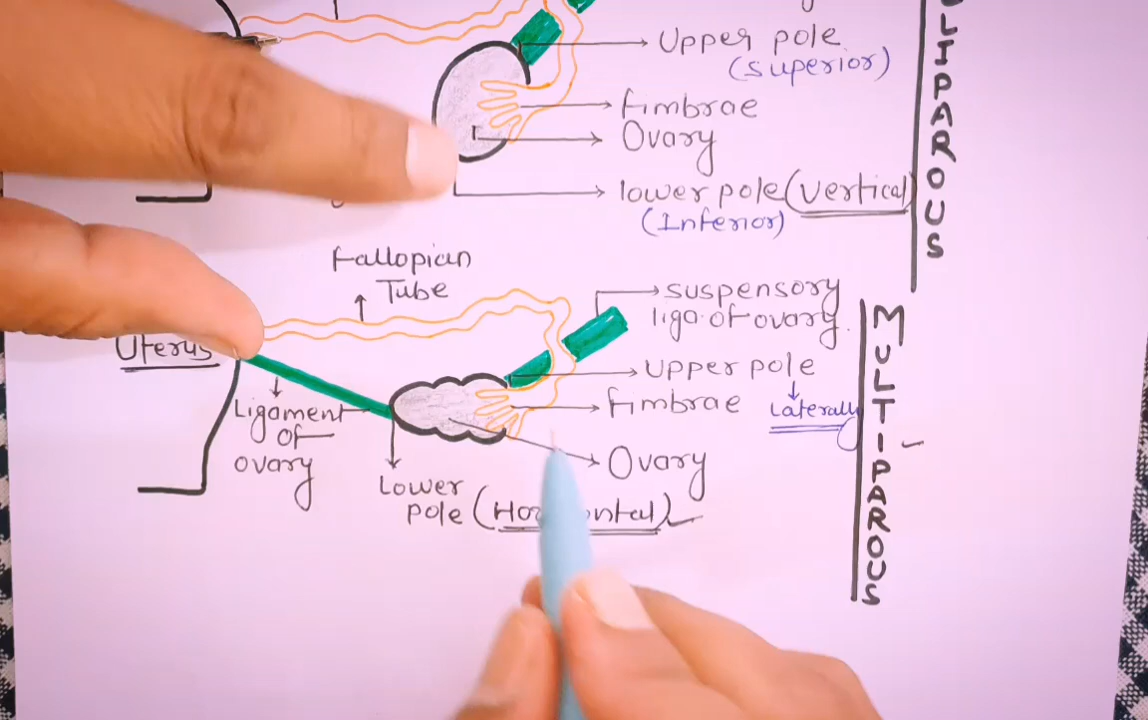 Upper pole
(Superior)
fimbrae
Ovary
lower pole (Vertical)
(Inferior)
LIPAROUS
Fallopian
Tube
suspensory
liga. of ovary.
Uterus
Upper pole
Ligament
of
ovary
fimbrae
Laterally
Ovary
Lower
pole
MULTIPAROUS